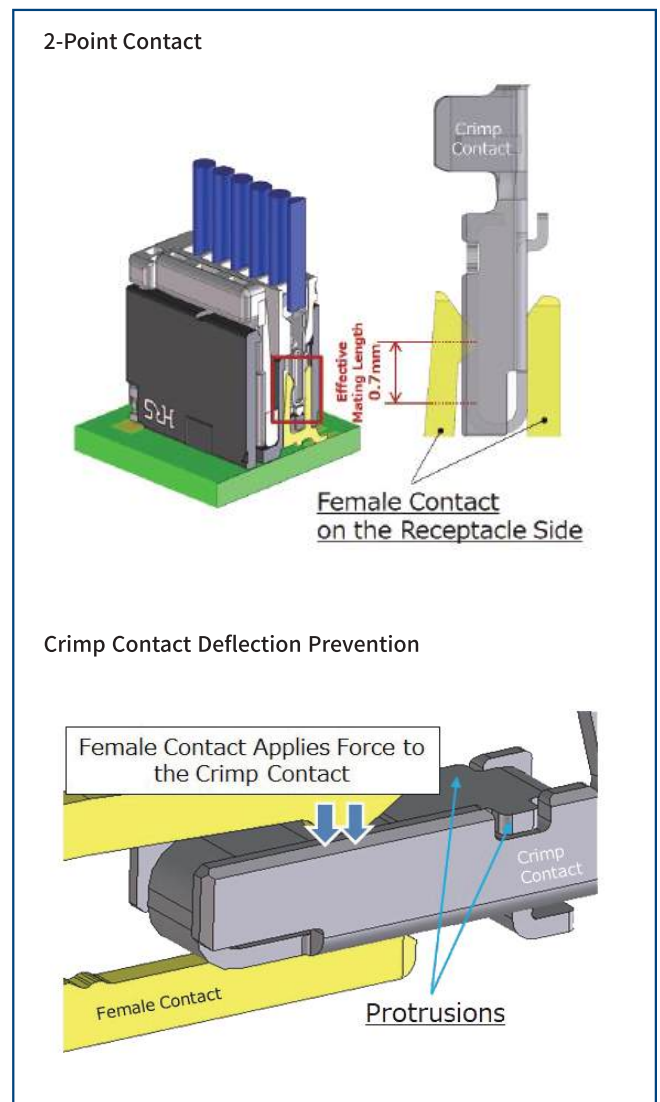 2-Point Contact
Crimp
Contact
Effective
Mating Length
0.7mm
HRS
Female Contact
on the Receptacle Side
Crimp Contact Deflection Prevention
Female Contact Applies Force to
the Crimp Contact
Crimp
Contact
Female Contact
Protrusions